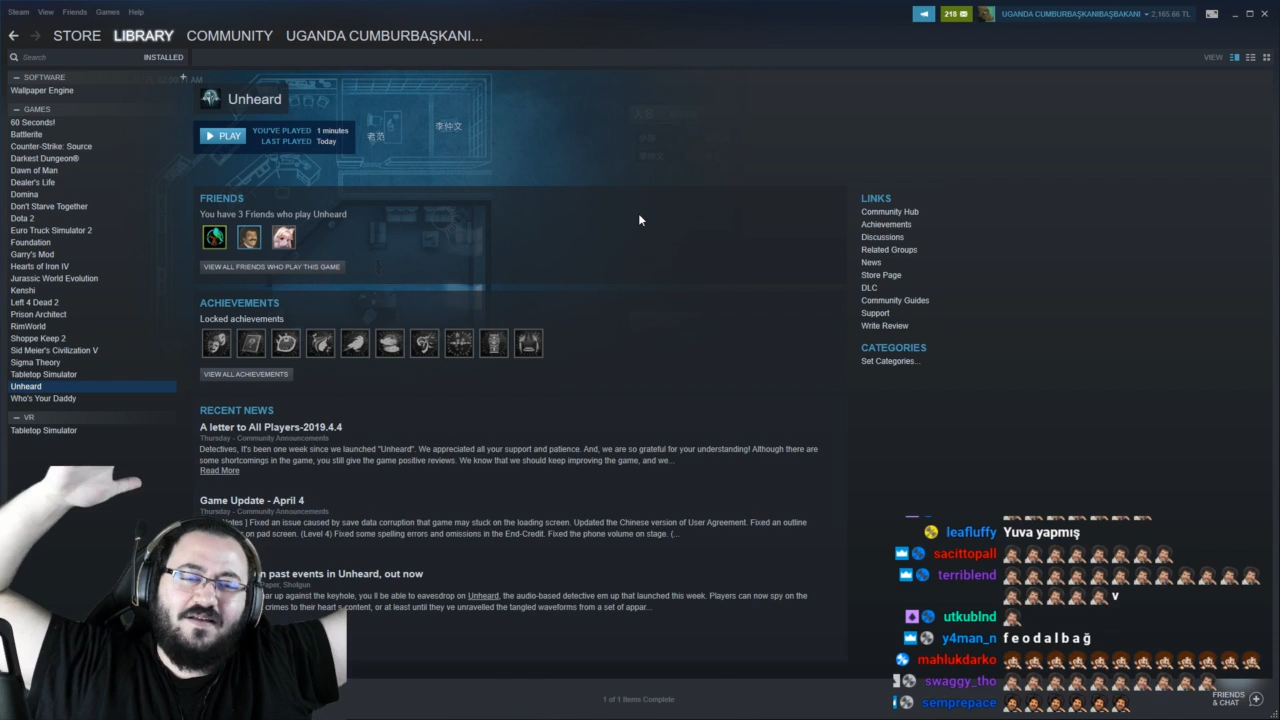 Steam View Friends Games Help
218
UGANDA CUMBURBAŞKANIBAŞBAKANI
2,165.66 TL
STORE LIBRARY COMMUNITY UGANDA CUMBURBAŞKANI...
Search INSTALLED
VIEW
— SOFTWARE
AM
Wallpaper Engine
— GAMES
60 Seconds!
Battlerite
Counter-Strike: Source
Darkest Dungeon®
Dawn of Man
Dealer's Life
Domina
Don't Starve Together
Dota 2
Euro Truck Simulator 2
Foundation
Garry's Mod
Hearts of Iron IV
Jurassic World Evolution
Kenshi
Left 4 Dead 2
Prison Architect
RimWorld
Shoppe Keep 2
Sid Meier's Civilization V
Sigma Theory
Tabletop Simulator
Unheard
Who's Your Daddy
— VR
Tabletop Simulator
Unheard
PLAY
YOU'VE PLAYED 1 minutes
LAST PLAYED Today
老范
李仲文
FRIENDS
You have 3 Friends who play Unheard
VIEW ALL FRIENDS WHO PLAY THIS GAME
ACHIEVEMENTS
Locked achievements
VIEW ALL ACHIEVEMENTS
RECENT NEWS
A letter to All Players-2019.4.4
Thursday - Community Announcements
Detectives, It's been one week since we launched "Unheard". We appreciated all your support and patience. And, we are so grateful for your understanding! Although there are
some shortcomings in the game, you still give the game positive reviews. We know that we should keep improving the game, and we...
Read More
Game Update - April 4
Thursday - Community Announcements
Notes ] Fixed an issue caused by save data corruption that game may stuck on the loading screen. Updated the Chinese version of User Agreement. Fixed an outline
on pad screen. (Level 4) Fixed some spelling errors and omissions in the End-Credit. Fixed the phone volume on stage. (...
n past events in Unheard, out now
Paper, Shotgun
ar up against the keyhole, you ll be able to eavesdrop on Unheard, the audio-based detective em up that launched this week. Players can now spy on the
crimes to their heart s content, or at least until they ve unravelled the tangled waveforms from a set of appar...
LINKS
Community Hub
Achievements
Discussions
Related Groups
News
Store Page
DLC
Community Guides
Support
Write Review
CATEGORIES
Set Categories...
leafluffy Yuva yapmış
sacittopall
terriblend
v
utkublnd
y4man_n f e o d a l b a ğ
mahlukdarko
swaggy_tho
semprepace
1 of 1 Items Complete
FRIENDS
& CHAT